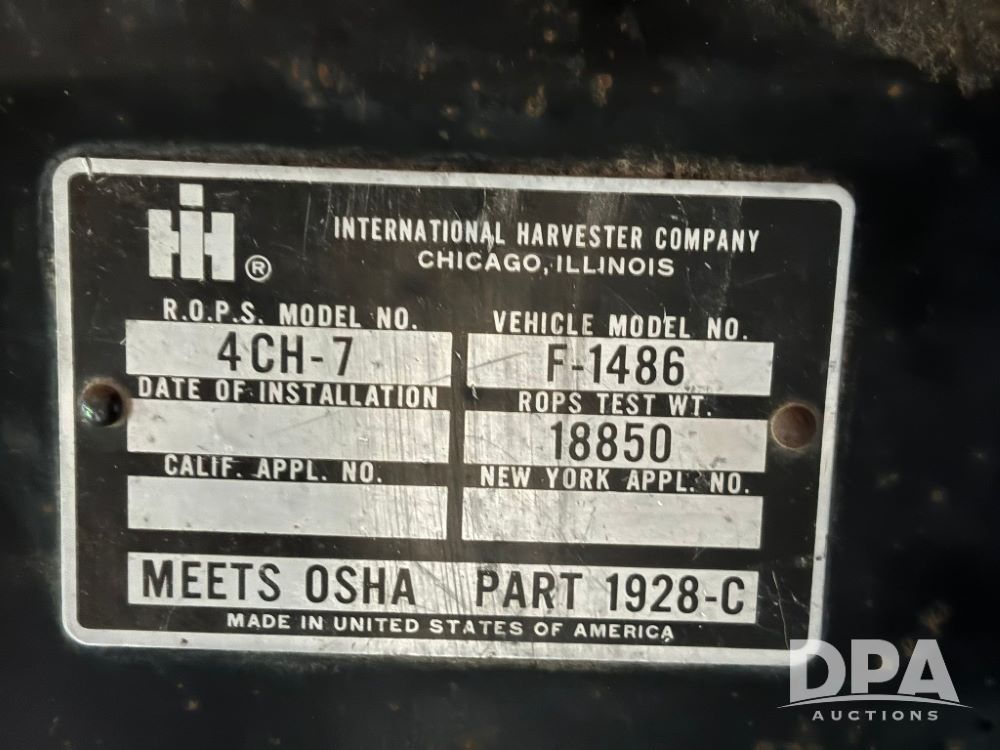 IH ®
INTERNATIONAL HARVESTER COMPANY
CHICAGO, ILLINOIS
R.O.P.S. MODEL NO.
4CH-7
VEHICLE MODEL NO.
F-1486
DATE OF INSTALLATION
ROPS TEST WT.
18850
CALIF. APPL. NO.
NEW YORK APPL. NO.
MEETS OSHA PART 1928-C
MADE IN UNITED STATES OF AMERICA
DPA
AUCTIONS